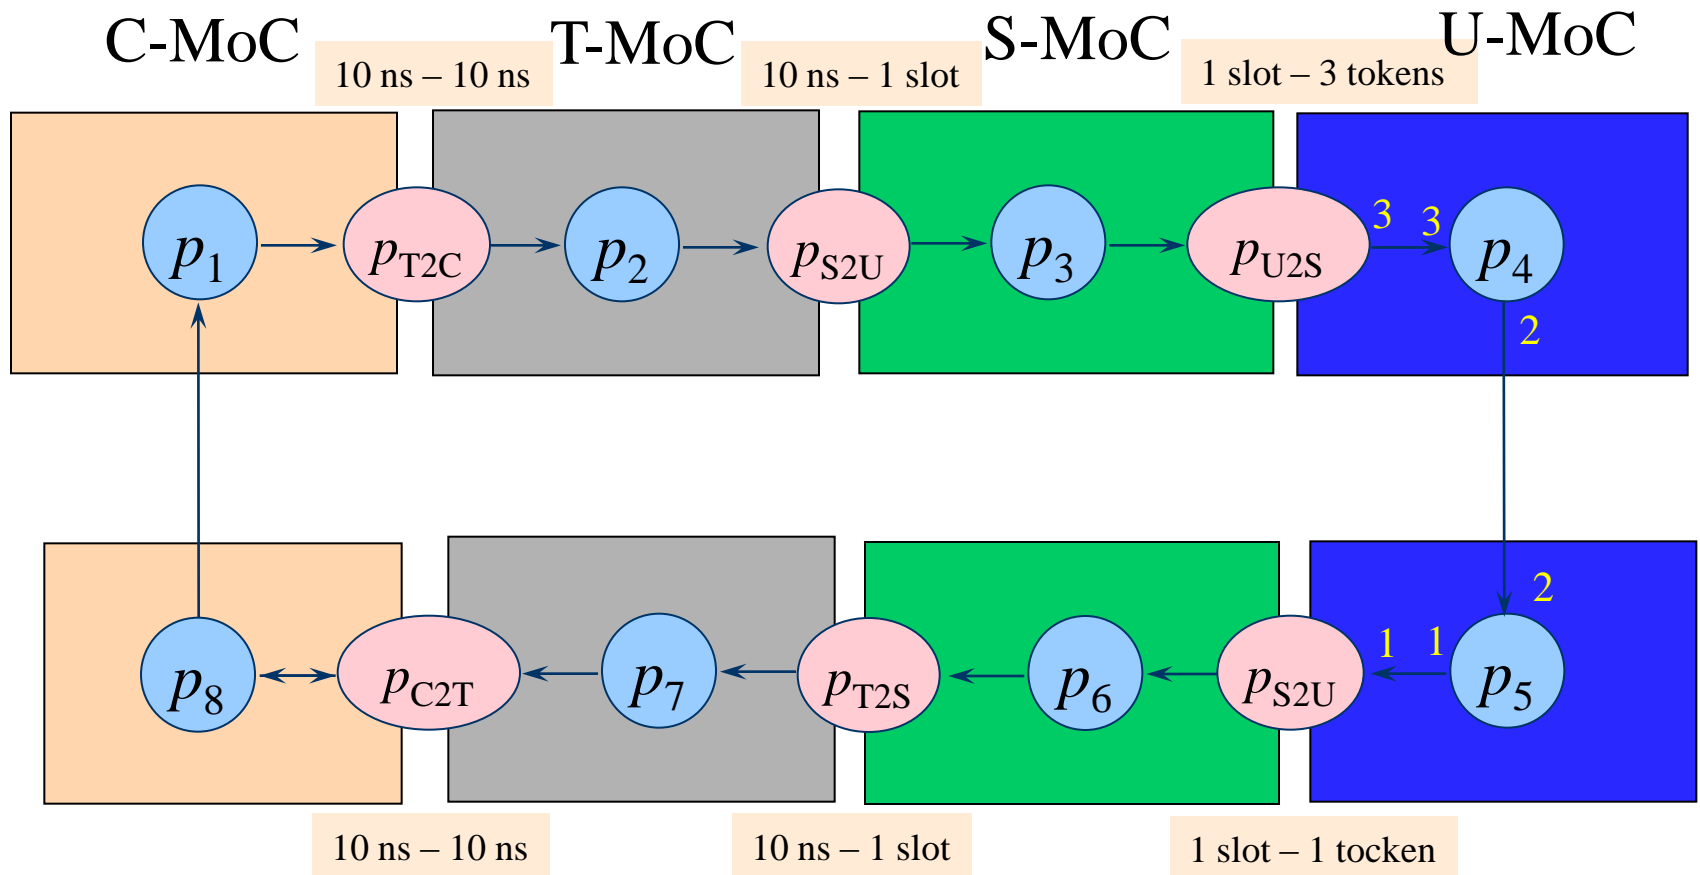 C-MoC
T-MoC
S-MoC
U-MoC
10 ns – 10 ns
10 ns – 1 slot
1 slot – 3 tokens
p1
pT2C
p2
pS2U
p3
pU2S
3
3
p4
2
2
p8
pC2T
p7
pT2S
p6
pS2U
1
1
p5
10 ns – 10 ns
10 ns – 1 slot
1 slot – 1 tocken